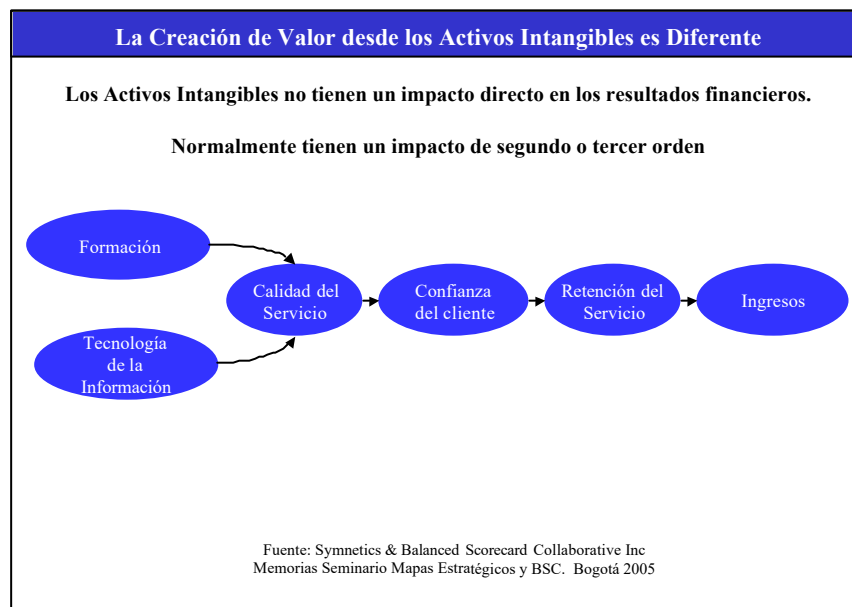 La Creación de Valor desde los Activos Intangibles es Diferente
Los Activos Intangibles no tienen un impacto directo en los resultados financieros.
Normalmente tienen un impacto de segundo o tercer orden
Formación
Tecnología
de la
Información
Calidad del
Servicio
Confianza
del cliente
Retención del
Servicio
Ingresos
Fuente: Symnetics & Balanced Scorecard Collaborative Inc
Memorias Seminario Mapas Estratégicos y BSC. Bogotá 2005